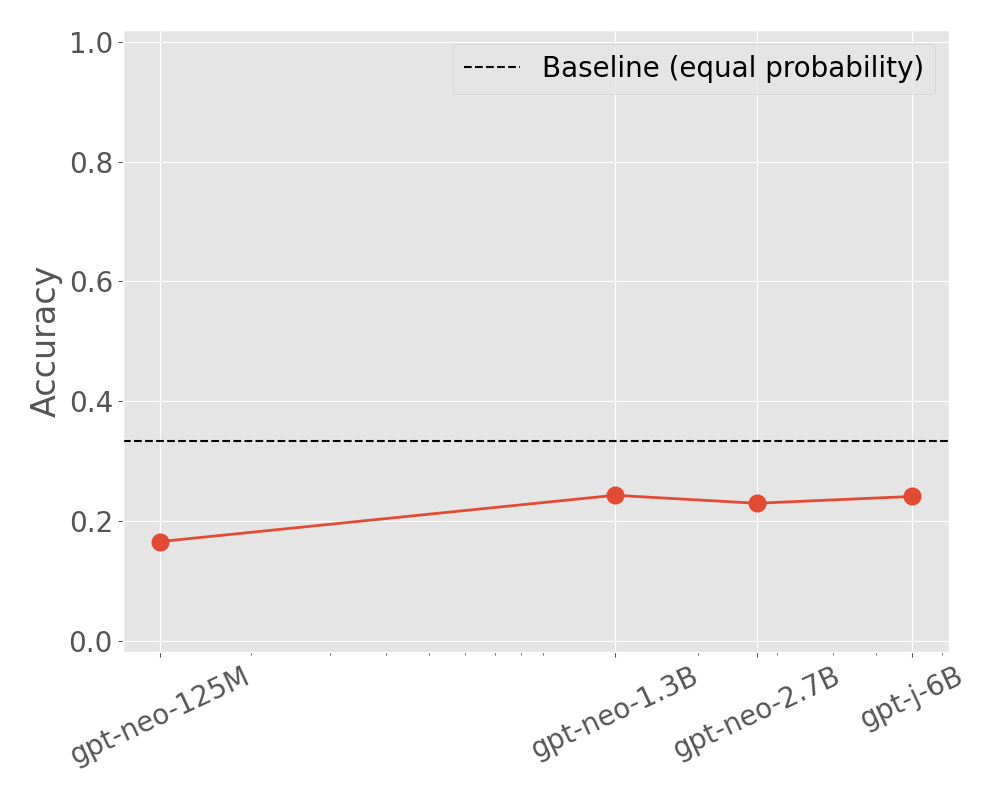 1.0
Baseline (equal probability)
0.8
0.6
Accuracy
0.4
0.2
0.0
gpt-neo-125M
gpt-neo-1.3B
gpt-neo-2.7B
gpt-j-6B